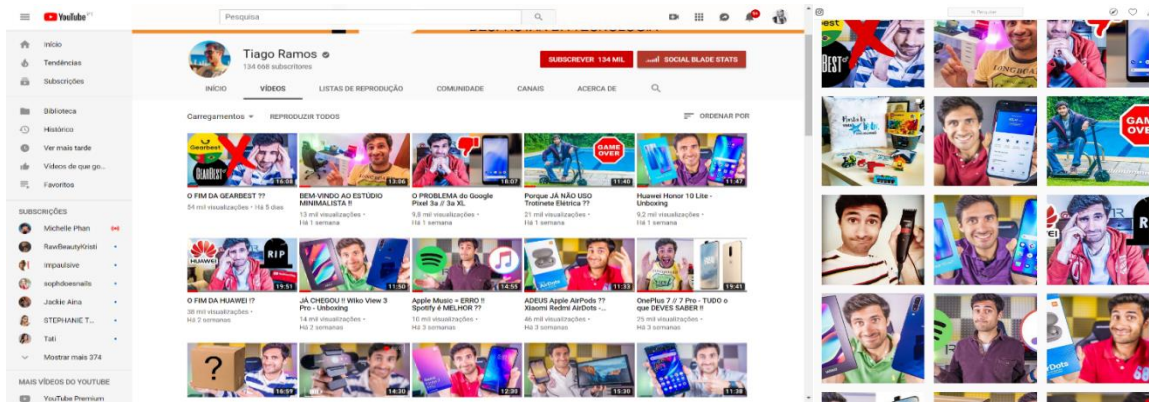 YouTube PT
Pesquisa
Início
Tendências
Subscrições
Biblioteca
Histórico
Ver mais tarde
Vídeos de que go...
Favoritos
SUBSCRIÇÕES
Michelle Phan
RawBeautyKristi
Impaulsive
sophdoesnails
Jackie Aina
STEPHANIE T...
Tati
Mostrar mais 374
MAIS VÍDEOS DO YOUTUBE
YouTube Premium
Tiago Ramos
134 668 subscritores
SUBSCREVER 134 MIL
SOCIAL BLADE STATS
INÍCIO
VÍDEOS
LISTAS DE REPRODUÇÃO
COMUNIDADE
CANAIS
ACERCA DE
Carregamentos
REPRODUZIR TODOS
ORDENAR POR
Gearbest
GEARBEST
16:08
13:06
18:07
GAME OVER
11:40
11:47
O FIM DA GEARBEST ??
54 mil visualizações • Há 5 dias
BEM-VINDO AO ESTÚDIO
MINIMALISTA !!
13 mil visualizações •
Há 1 semana
O PROBLEMA do Google
Pixel 3a // 3a XL
9,8 mil visualizações •
Há 1 semana
Porque JÁ NÃO USO
Trotinete Elétrica ??
21 mil visualizações •
Há 1 semana
Huawei Honor 10 Lite -
Unboxing
9,2 mil visualizações •
Há 1 semana
HUAWEI
RIP
19:51
11:50
14:55
11:33
19:41
O FIM DA HUAWEI !?
38 mil visualizações •
Há 2 semanas
JÁ CHEGOU !! Wiko View 3
Pro - Unboxing
14 mil visualizações •
Há 2 semanas
Apple Music = ERRO !!
Spotify é MELHOR ??
10 mil visualizações •
Há 3 semanas
ADEUS Apple AirPods ??
Xiaomi Redmi AirDots -...
46 mil visualizações •
Há 3 semanas
OnePlus 7 // 7 Pro - TUDO o
que DEVES SABER !!
25 mil visualizações •
Há 3 semanas
?
16:59
14:30
12:30
15:30
11:38
BEST
GAME
OVER